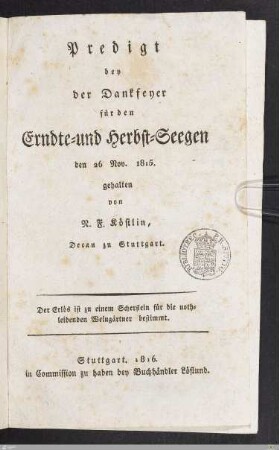 Predigt
bey
der Dankfeyer
für den
Erndte-und Herbst-Seegen
den 26 Nov. 1815.
gehalten
von
N. F. Köstlin,
Decan zu Stuttgart.
Der Erlös ist zu einem Scherflein für die noth-
leidenden Weingärtner bestimmt.
Stuttgart, 1816.
in Commission zu haben bey Buchhändler Löflund.